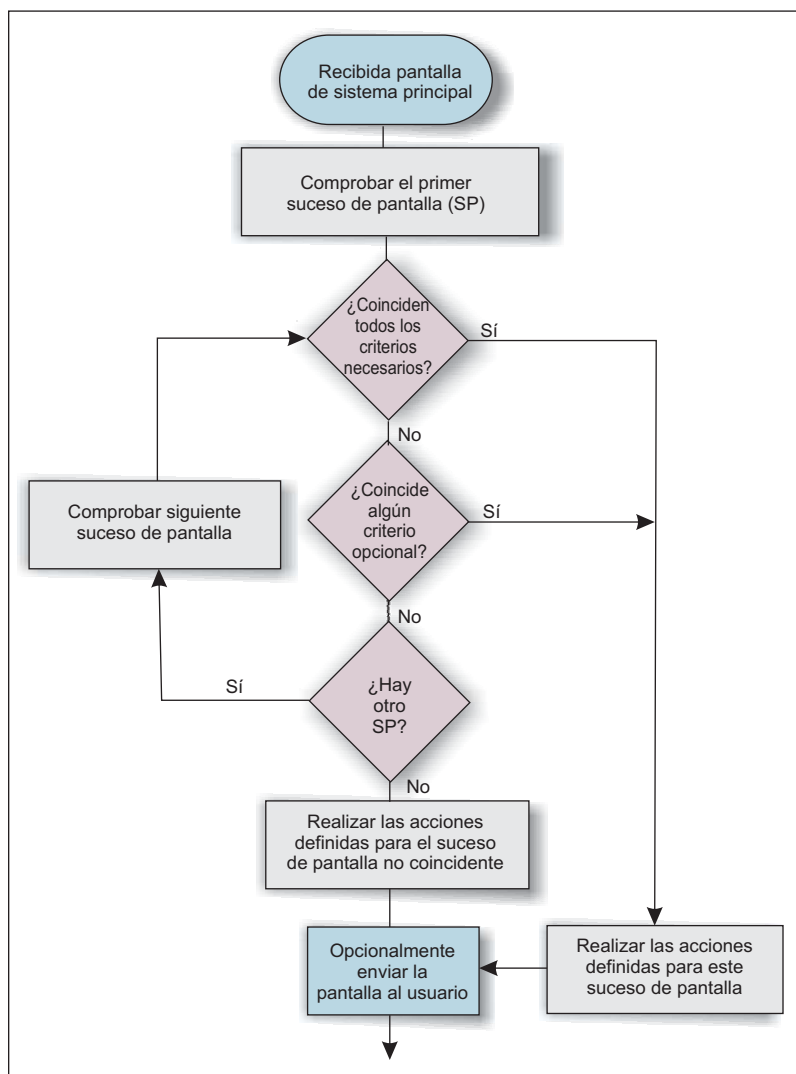 Recibida pantalla
de sistema principal
Comprobar el primer
suceso de pantalla (SP)
¿Coinciden
todos los
criterios
necesarios?
Sí
No
Comprobar siguiente
suceso de pantalla
¿Coincide
algún
criterio
opcional?
Sí
No
Sí
¿Hay
otro
SP?
No
Realizar las acciones
definidas para el suceso
de pantalla no coincidente
Opcionalmente
enviar la
pantalla al usuario
Realizar las acciones
definidas para este
suceso de pantalla